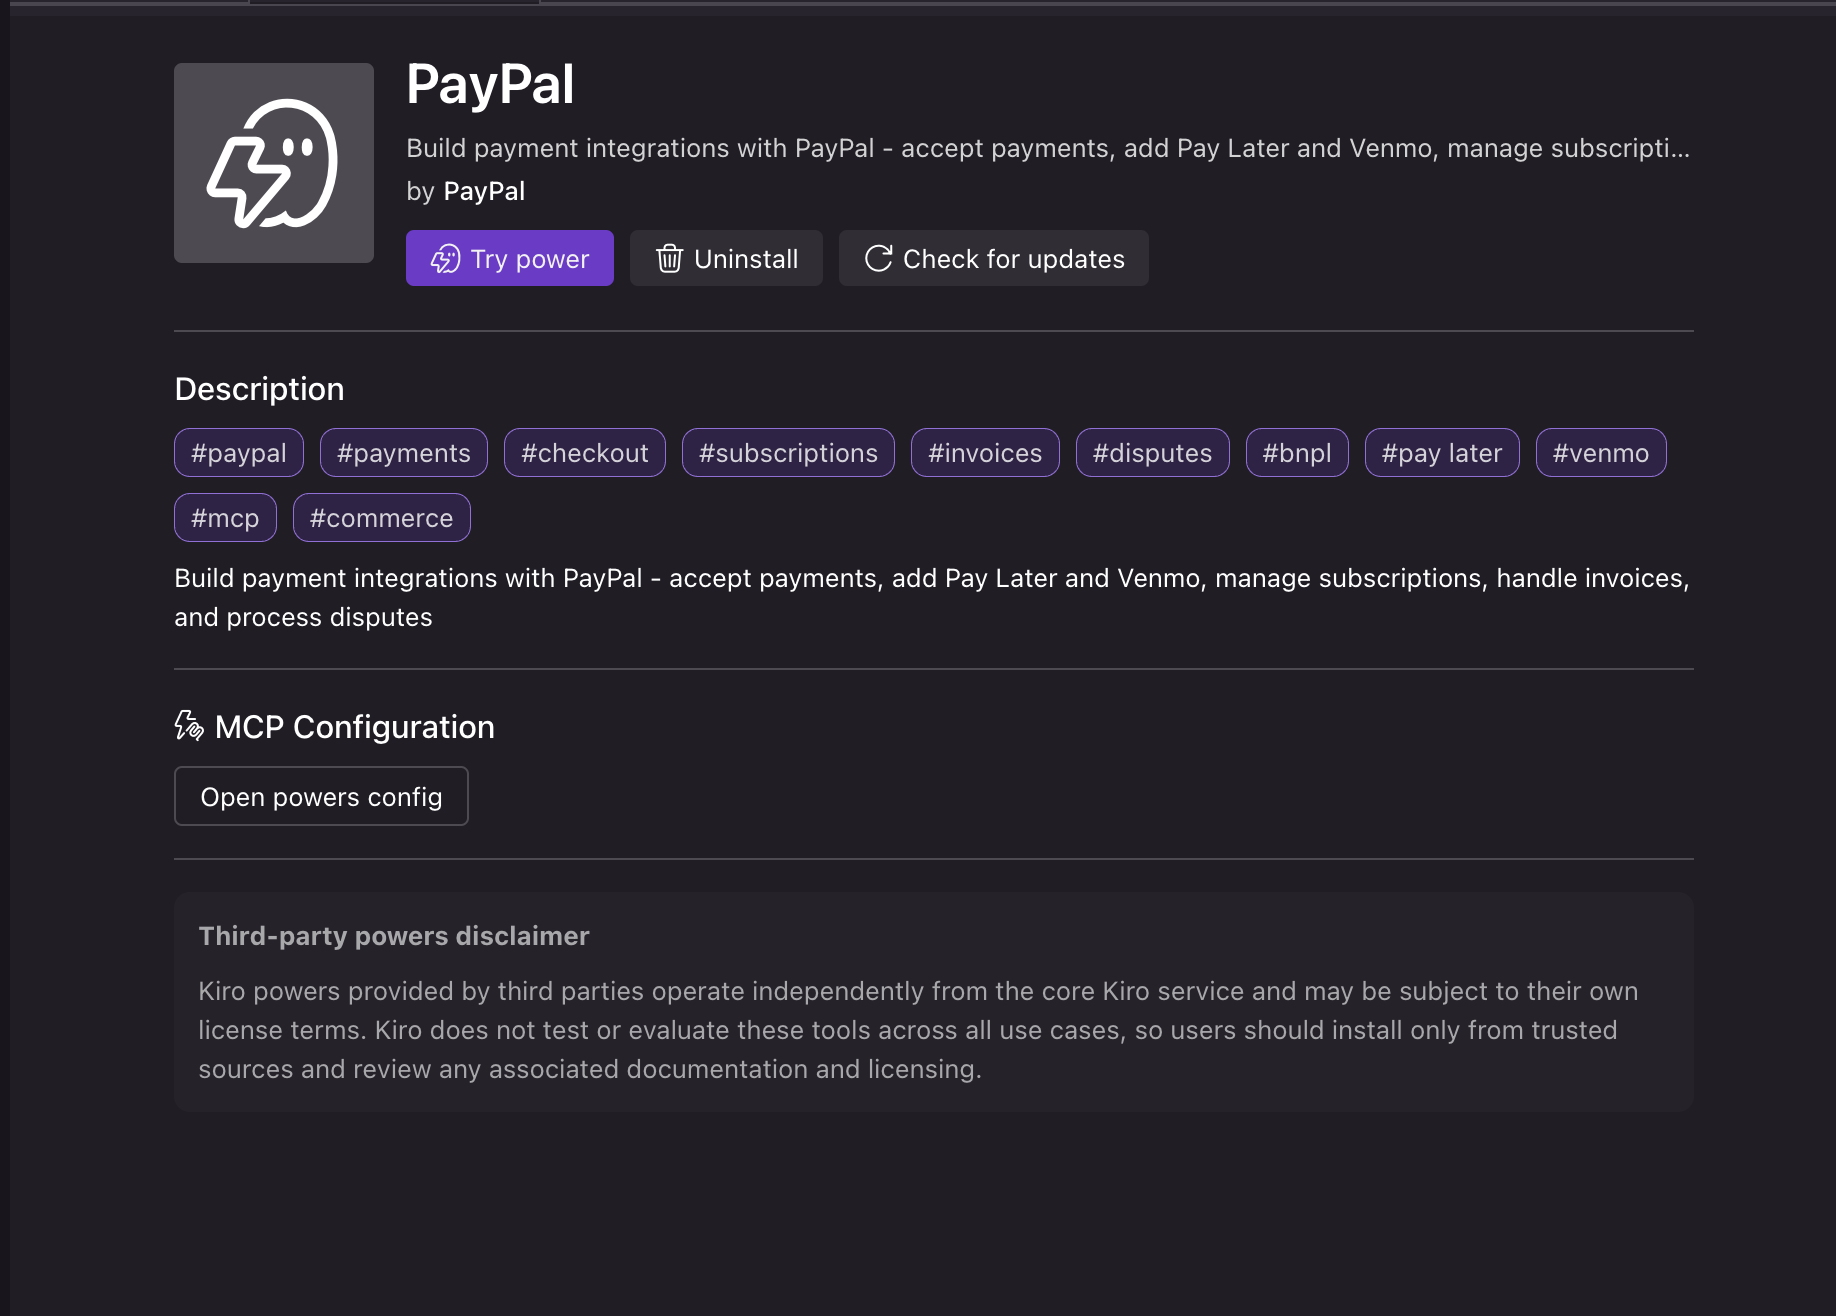 PayPal
Build payment integrations with PayPal - accept payments, add Pay Later and Venmo, manage subscripti...
by PayPal
Try power Uninstall Check for updates
Description
#paypal #payments #checkout #subscriptions #invoices #disputes #bnpl #pay later #venmo
#mcp #commerce
Build payment integrations with PayPal - accept payments, add Pay Later and Venmo, manage subscriptions, handle invoices,
and process disputes
MCP Configuration
Open powers config
Third-party powers disclaimer
Kiro powers provided by third parties operate independently from the core Kiro service and may be subject to their own
license terms. Kiro does not test or evaluate these tools across all use cases, so users should install only from trusted
sources and review any associated documentation and licensing.